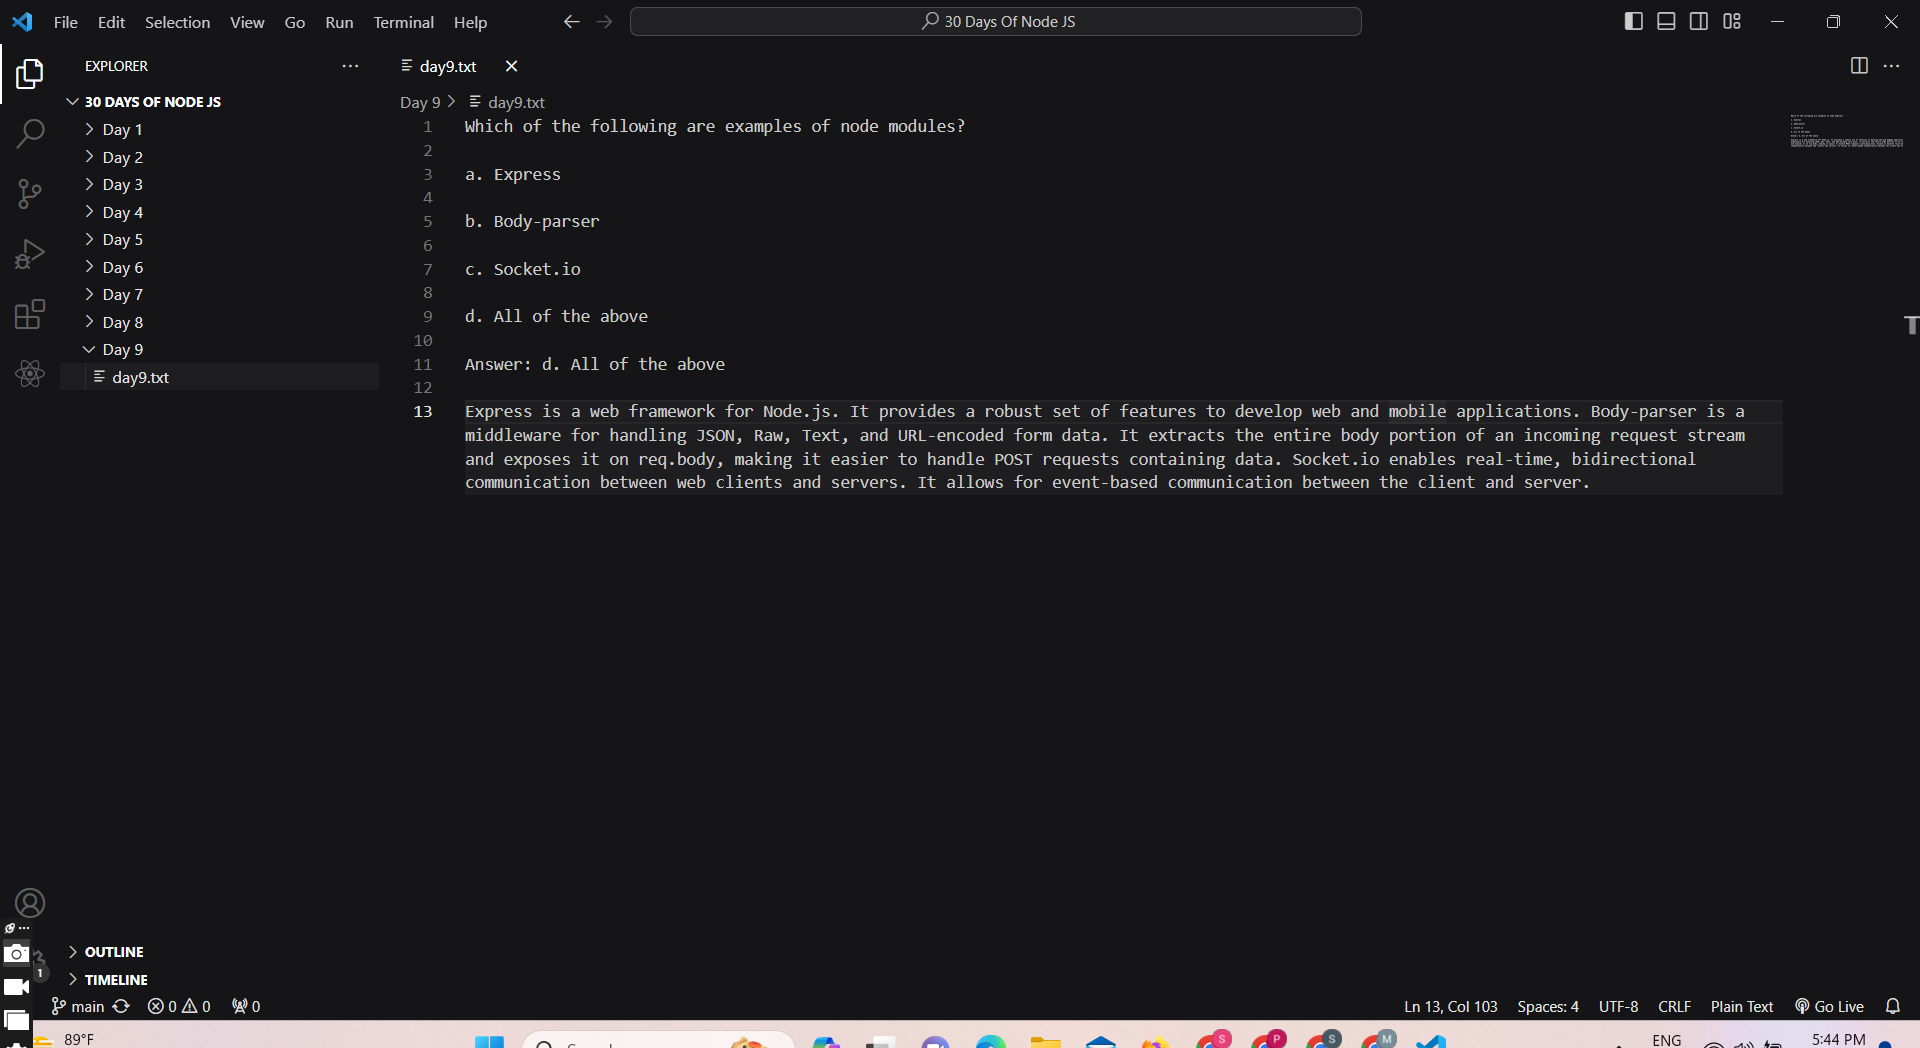 File Edit Selection View Go Run Terminal Help
30 Days Of Node JS
EXPLORER
30 DAYS OF NODE JS
Day 1
Day 2
Day 3
Day 4
Day 5
Day 6
Day 7
Day 8
Day 9
day9.txt
OUTLINE
TIMELINE
day9.txt
Day 9 > day9.txt
1 Which of the following are examples of node modules?
2
3 a. Express
4
5 b. Body-parser
6
7 c. Socket.io
8
9 d. All of the above
10
11 Answer: d. All of the above
12
13 Express is a web framework for Node.js. It provides a robust set of features to develop web and mobile applications. Body-parser is a
middleware for handling JSON, Raw, Text, and URL-encoded form data. It extracts the entire body portion of an incoming request stream
and exposes it on req.body, making it easier to handle POST requests containing data. Socket.io enables real-time, bidirectional
communication between web clients and servers. It allows for event-based communication between the client and server.
1
main 0 0 0
Ln 13, Col 103 Spaces: 4 UTF-8 CRLF Plain Text Go Live
89°F
S P S M
ENG
5:44 PM